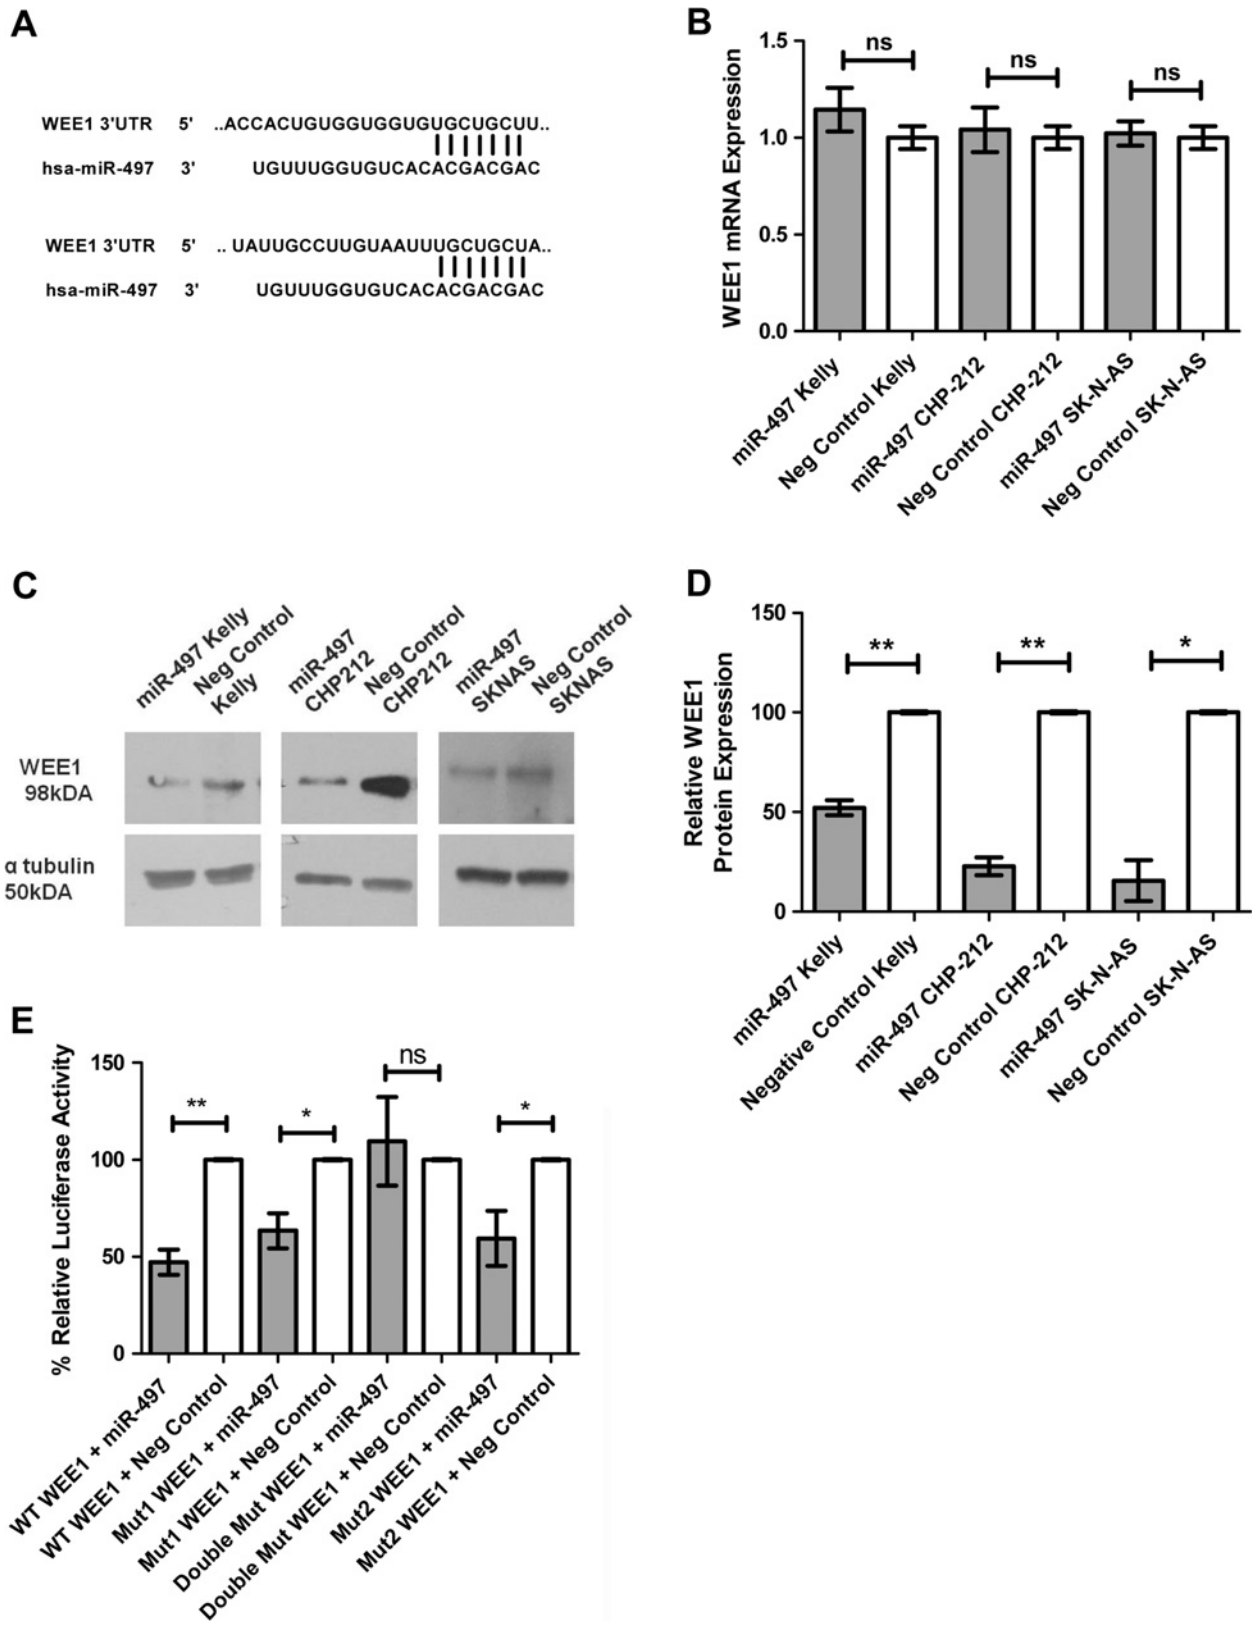 A
WEE1 3'UTR 5' ..ACCACUGUGGUGGUGUUGCUGCUU..
hsa-miR-497 3' UGUUUGGUGUCACACGACGAC
WEE1 3'UTR 5' .. UAUUGCCUUGUAAUUUGCUGCUA..
hsa-miR-497 3' UGUUUGGUGUCACACGACGAC
B
WEE1 mRNA Expression
1.5
1.0
0.5
0.0
ns
ns
ns
miR-497 Kelly
Neg Control Kelly
miR-497 CHP-212
Neg Control CHP-212
miR-497 SK-N-AS
Neg Control SK-N-AS
C
miR-497 Kelly
Neg Control
Kelly
miR-497
CHP212
Neg Control
CHP212
miR-497
SKNAS
Neg Control
SKNAS
WEE1
98kDA
α tubulin
50kDA
D
Relative WEE1
Protein Expression
150
100
50
0
**
**
*
miR-497 Kelly
Negative Control Kelly
miR-497 CHP-212
Neg Control CHP-212
miR-497 SK-N-AS
Neg Control SK-N-AS
E
% Relative Luciferase Activity
150
100
50
0
**
*
ns
*
WT WEE1 + miR-497
WT WEE1 + Neg Control
Mut1 WEE1 + miR-497
Mut1 WEE1 + Neg Control
Double Mut WEE1 + miR-497
Double Mut WEE1 + Neg Control
Mut2 WEE1 + miR-497
Mut2 WEE1 + Neg Control